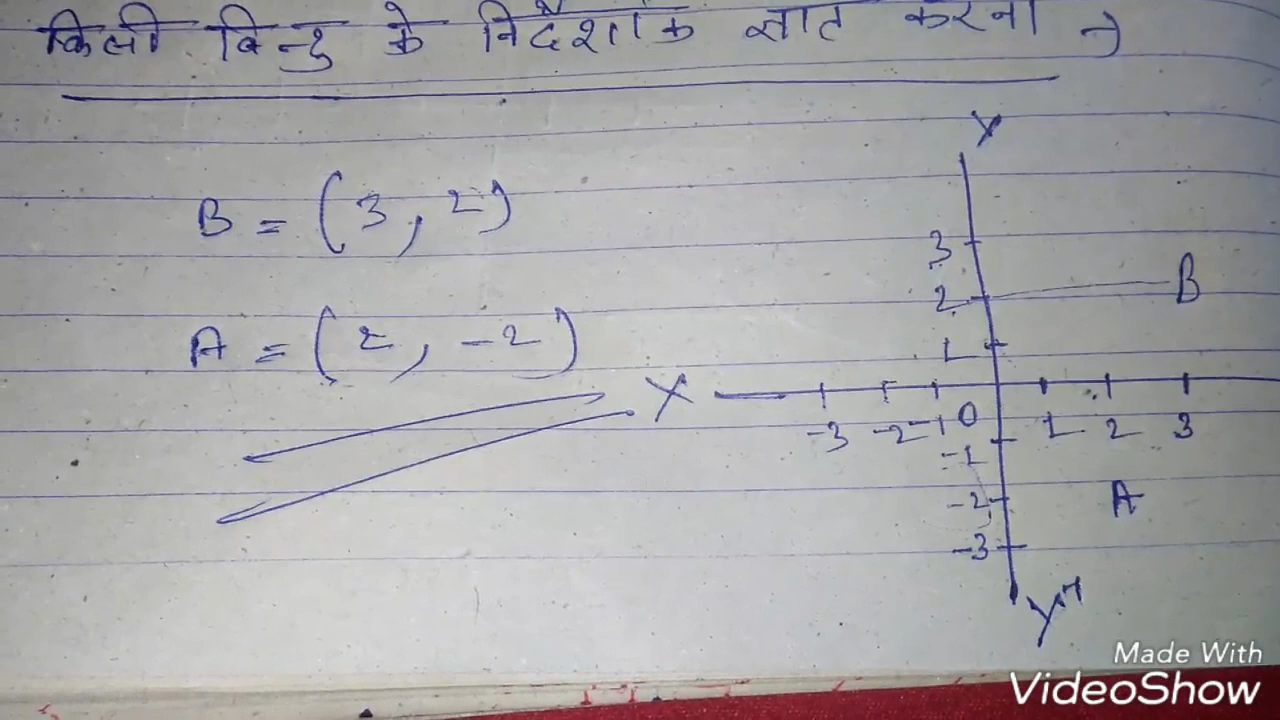 किसी बिन्दु के निर्देशांक ज्ञात करना →
B = (3, 2)
A = (2, -2)
Y
3
2 B
1
X -3 -2 -1 0 1 2 3
-1
-2 A
-3
Y'
Made With
VideoShow